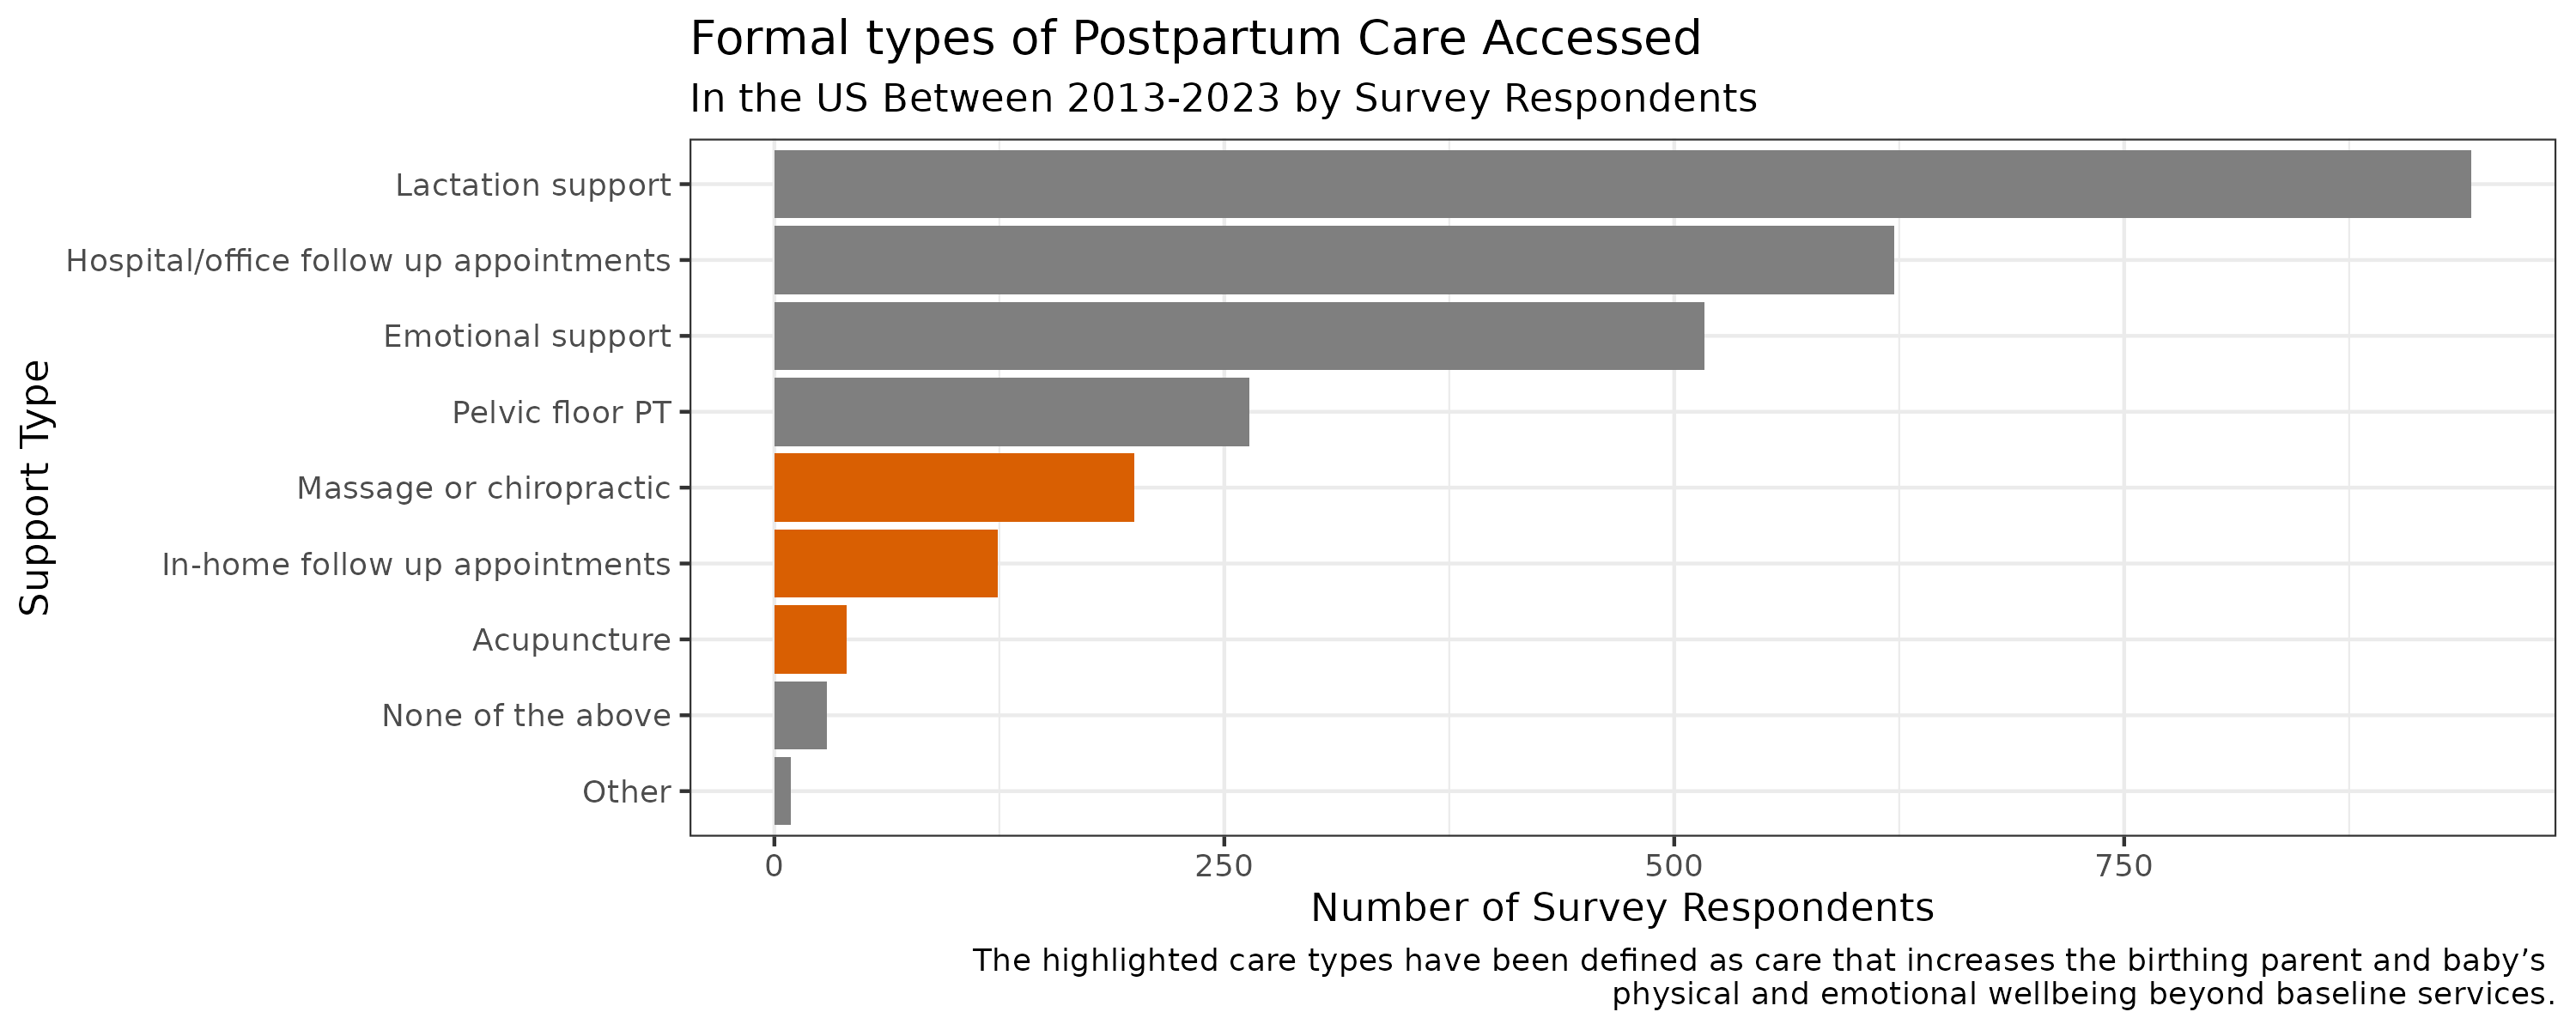 Formal types of Postpartum Care Accessed
In the US Between 2013-2023 by Survey Respondents
Support Type
Lactation support
Hospital/office follow up appointments
Emotional support
Pelvic floor PT
Massage or chiropractic
In-home follow up appointments
Acupuncture
None of the above
Other
0 250 500 750
Number of Survey Respondents
The highlighted care types have been defined as care that increases the birthing parent and baby’s
physical and emotional wellbeing beyond baseline services.